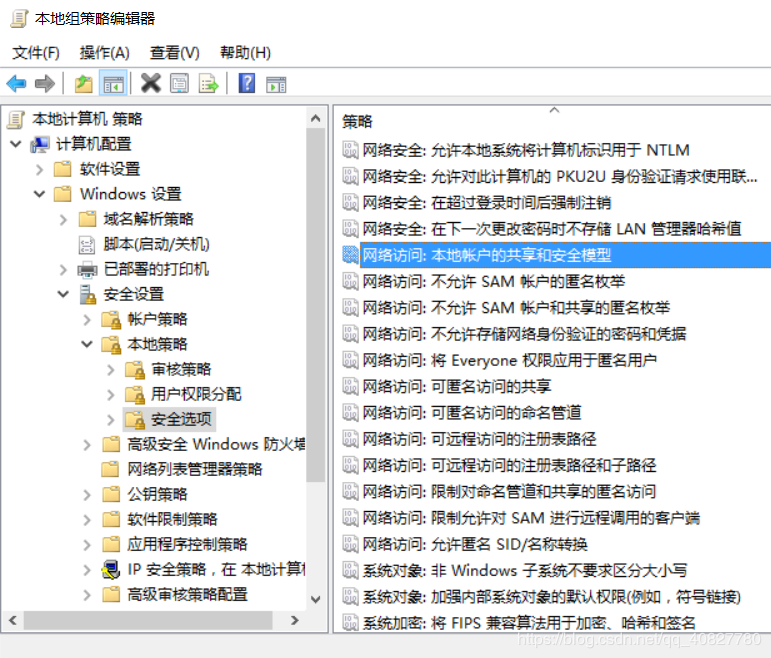 本地组策略编辑器
文件(F) 操作(A) 查看(V) 帮助(H)
本地计算机 策略
计算机配置
软件设置
Windows 设置
域名解析策略
脚本(启动/关机)
已部署的打印机
安全设置
帐户策略
本地策略
审核策略
用户权限分配
安全选项
高级安全 Windows 防火墙
网络列表管理器策略
公钥策略
软件限制策略
应用程序控制策略
IP 安全策略，在 本地计算机
高级审核策略配置
策略
网络安全: 允许本地系统将计算机标识用于 NTLM
网络安全: 允许对此计算机的 PKU2U 身份验证请求使用联...
网络安全: 在超过登录时间后强制注销
网络安全: 在下一次更改密码时不存储 LAN 管理器哈希值
网络访问: 本地帐户的共享和安全模型
网络访问: 不允许 SAM 帐户的匿名枚举
网络访问: 不允许 SAM 帐户和共享的匿名枚举
网络访问: 不允许存储网络身份验证的密码和凭据
网络访问: 将 Everyone 权限应用于匿名用户
网络访问: 可匿名访问的共享
网络访问: 可匿名访问的命名管道
网络访问: 可远程访问的注册表路径
网络访问: 可远程访问的注册表路径和子路径
网络访问: 限制对命名管道和共享的匿名访问
网络访问: 限制允许对 SAM 进行远程调用的客户端
网络访问: 允许匿名 SID/名称转换
系统对象: 非 Windows 子系统不要求区分大小写
系统对象: 加强内部系统对象的默认权限(例如，符号链接)
系统加密: 将 FIPS 兼容算法用于加密、哈希和签名
https://blog.csdn.net/qq_40827780